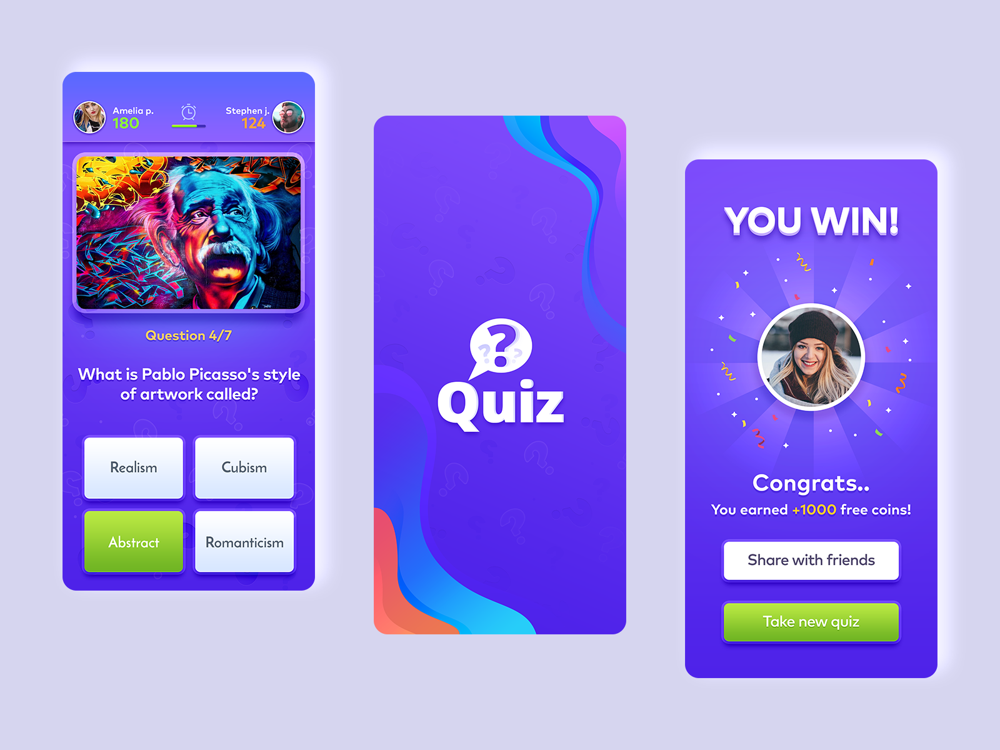 Amelia p.
180
Stephen j.
124
Question 4/7
What is Pablo Picasso's style
of artwork called?
Realism
Cubism
Abstract
Romanticism
?
? ?
Quiz
YOU WIN!
Congrats..
You earned +1000 free coins!
Share with friends
Take new quiz